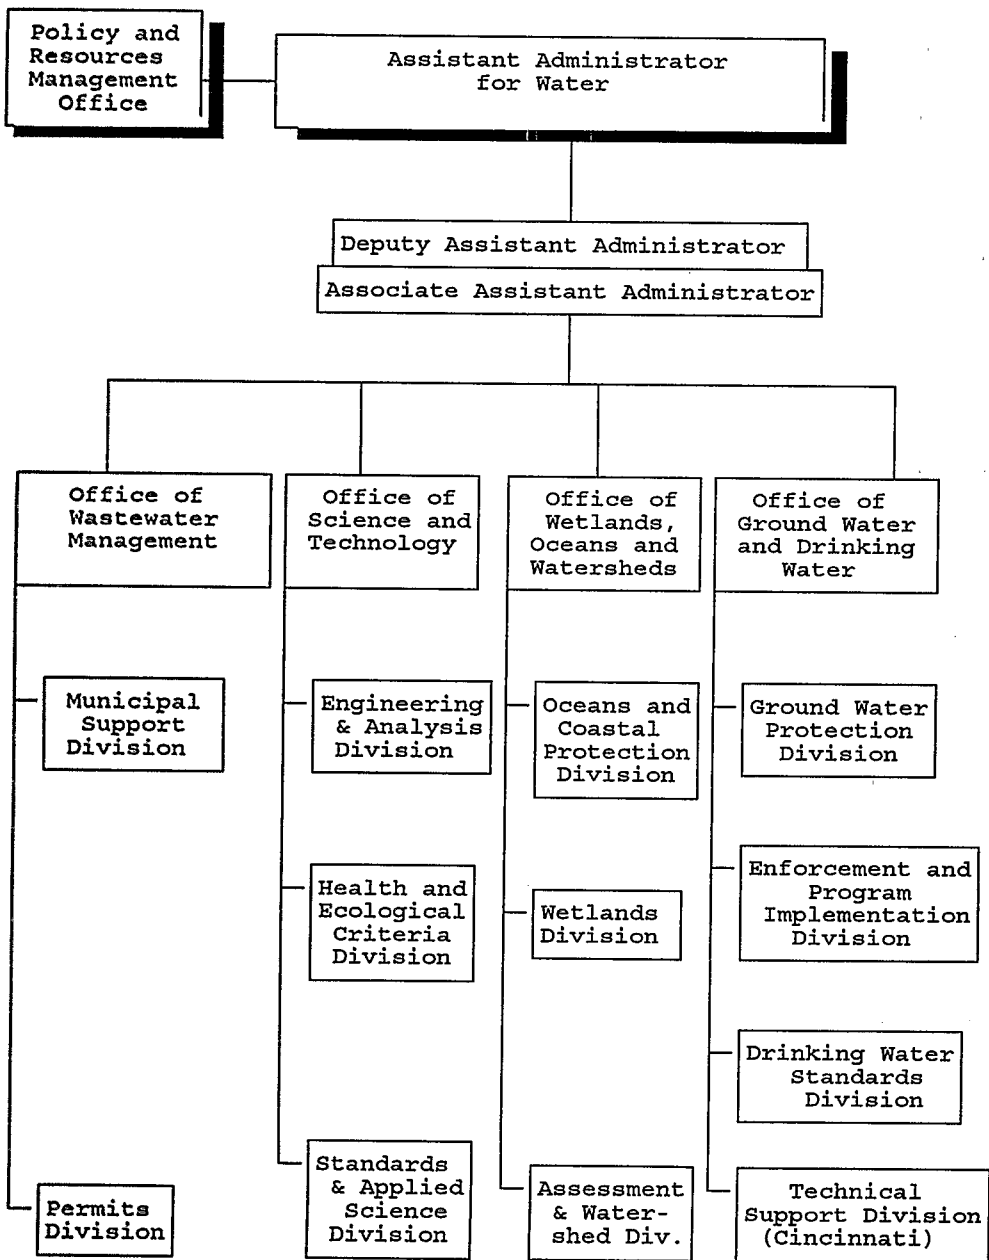 Policy and
Resources
Management
Office
Assistant Administrator
for Water
Deputy Assistant Administrator
Associate Assistant Administrator
Office of
Wastewater
Management
Office of
Science and
Technology
Office of
Wetlands,
Oceans and
Watersheds
Office of
Ground Water
and Drinking
Water
Municipal
Support
Division
Engineering
& Analysis
Division
Oceans and
Coastal
Protection
Division
Ground Water
Protection
Division
Health and
Ecological
Criteria
Division
Wetlands
Division
Enforcement and
Program
Implementation
Division
Drinking Water
Standards
Division
Permits
Division
Standards
& Applied
Science
Division
Assessment
& Water-
shed Div.
Technical
Support Division
(Cincinnati)